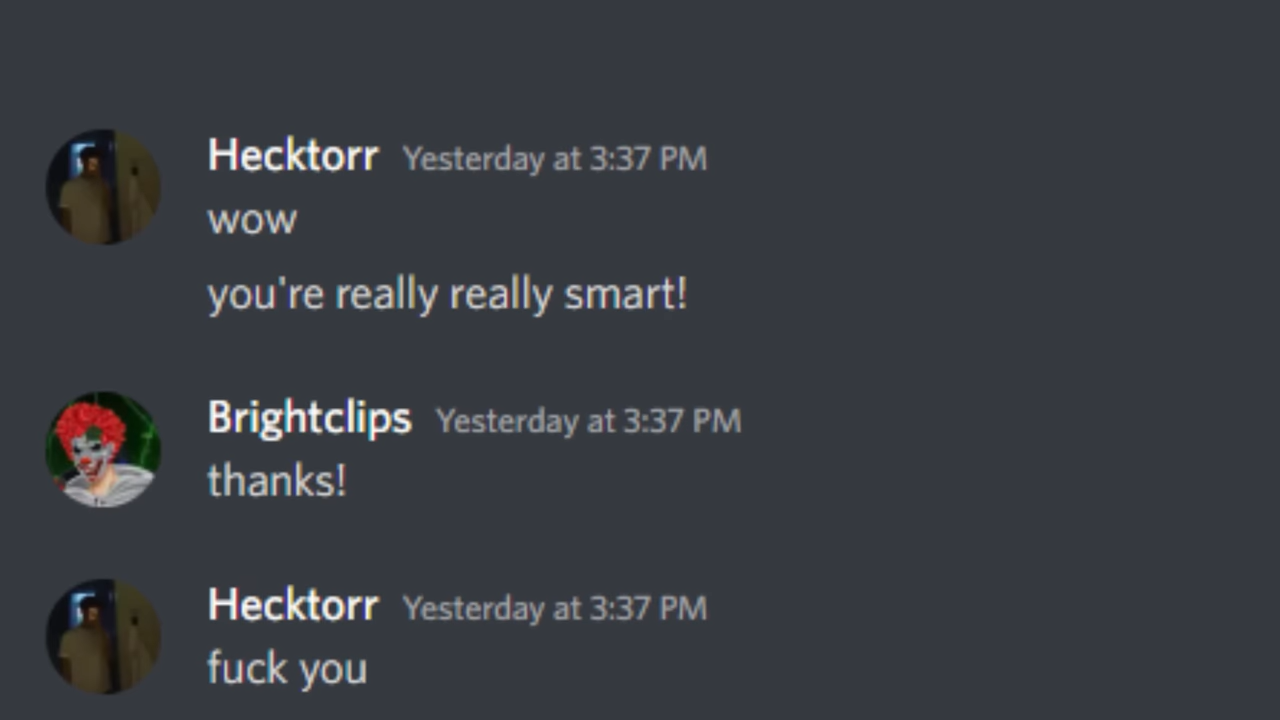 Hecktorr Yesterday at 3:37 PM
wow
you're really really smart!
Brightclips Yesterday at 3:37 PM
thanks!
Hecktorr Yesterday at 3:37 PM
fuck you